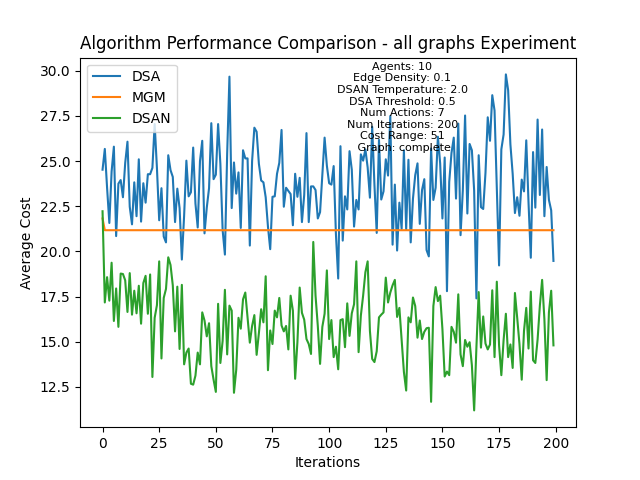 Algorithm Performance Comparison - all graphs Experiment
DSA
MGM
DSAN
Agents: 10
Edge Density: 0.1
DSAN Temperature: 2.0
DSA Threshold: 0.5
Num Actions: 7
Num Iterations: 200
Cost Range: 51
Graph: complete
Average Cost
30.0
27.5
25.0
22.5
20.0
17.5
15.0
12.5
0 25 50 75 100 125 150 175 200
Iterations